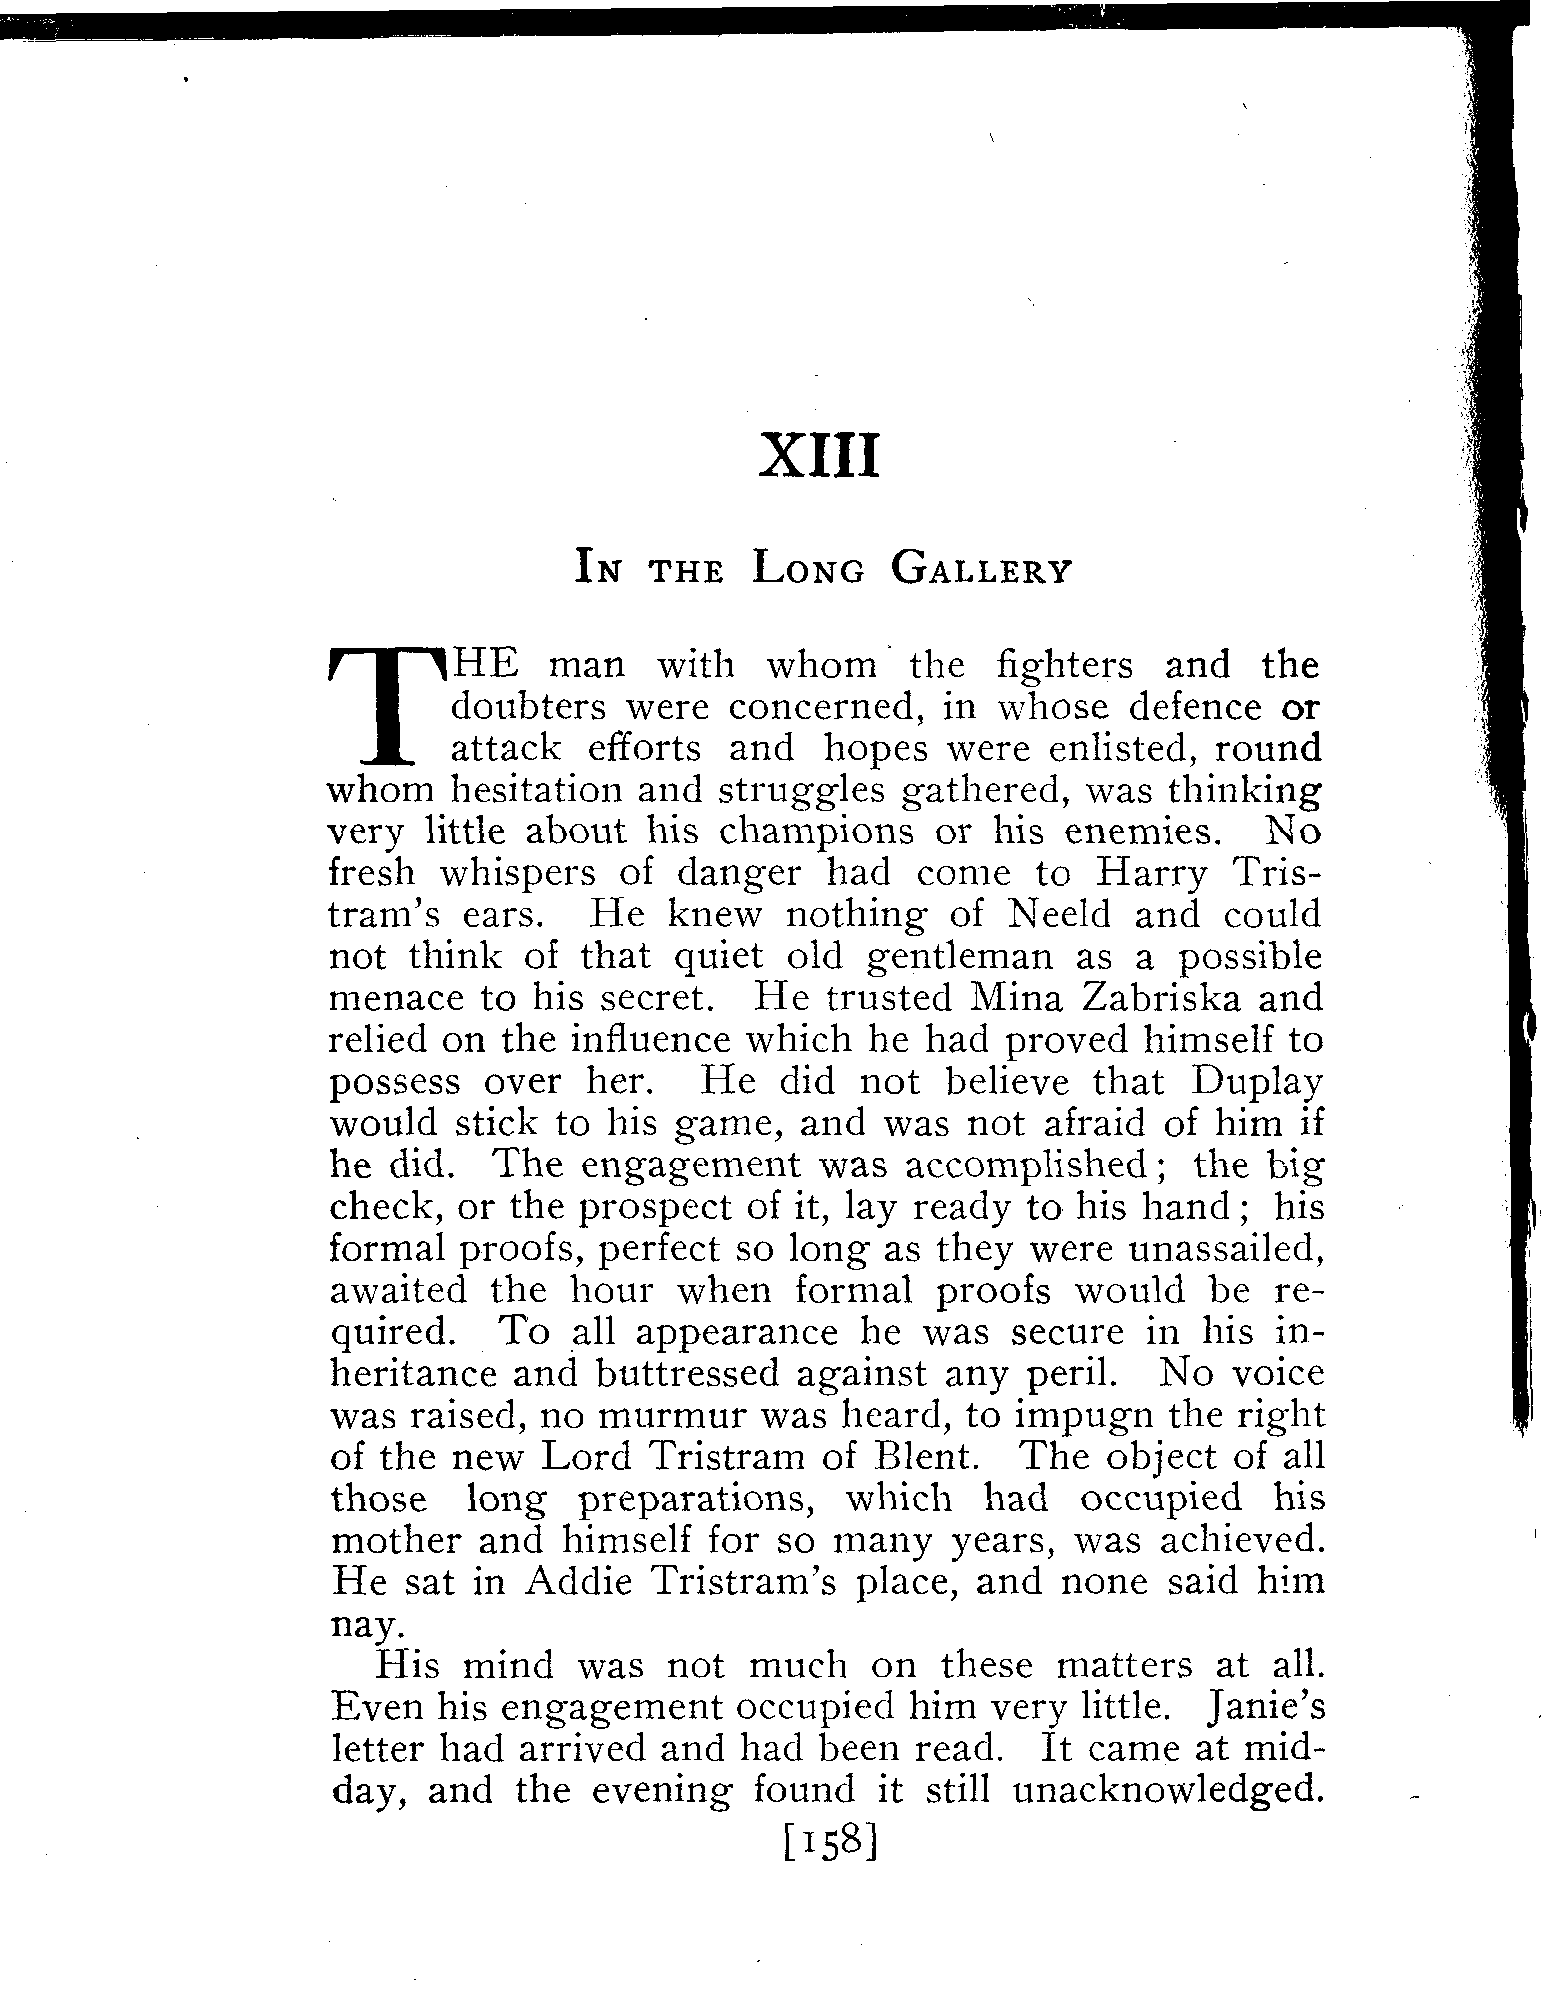 XIII
In the Long Gallery
THE man with whom the fighters and the
doubters were concerned, in whose defence or
attack efforts and hopes were enlisted, round
whom hesitation and struggles gathered, was thinking
very little about his champions or his enemies. No
fresh whispers of danger had come to Harry Tris-
tram's ears. He knew nothing of Neeld and could
not think of that quiet old gentleman as a possible
menace to his secret. He trusted Mina Zabriska and
relied on the influence which he had proved himself to
possess over her. He did not believe that Duplay
would stick to his game, and was not afraid of him if
he did. The engagement was accomplished; the big
check, or the prospect of it, lay ready to his hand; his
formal proofs, perfect so long as they were unassailed,
awaited the hour when formal proofs would be re-
quired. To all appearance he was secure in his in-
heritance and buttressed against any peril. No voice
was raised, no murmur was heard, to impugn the right
of the new Lord Tristram of Blent. The object of all
those long preparations, which had occupied his
mother and himself for so many years, was achieved.
He sat in Addie Tristram's place, and none said him
nay.
His mind was not much on these matters at all.
Even his engagement occupied him very little. Janie's
letter had arrived and had been read. It came at mid-
day, and the evening found it still unacknowledged.
[158]